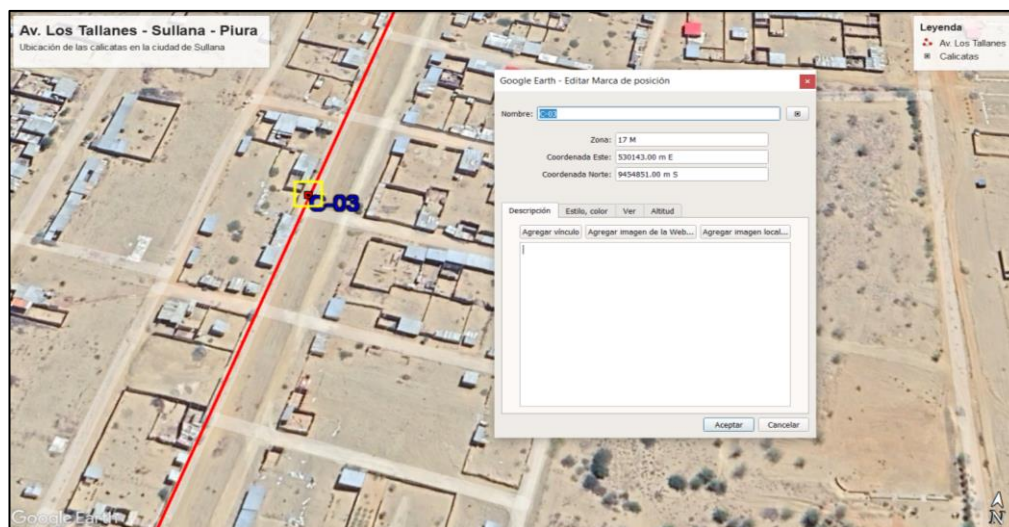 Av. Los Tallanes - Sullana - Piura
Ubicación de las calicatas en la ciudad de Sullana
Leyenda
Av. Los Tallanes
Calicatas
Google Earth - Editar Marca de posición
Nombre: C-03
Zona: 17 M
Coordenada Este: 530143.00 m E
Coordenada Norte: 9454851.00 m S
C-03
Descripción Estilo, color Ver Altitud
Agregar vínculo Agregar imagen de la Web... Agregar imagen local...
Aceptar Cancelar
Google Earth
N